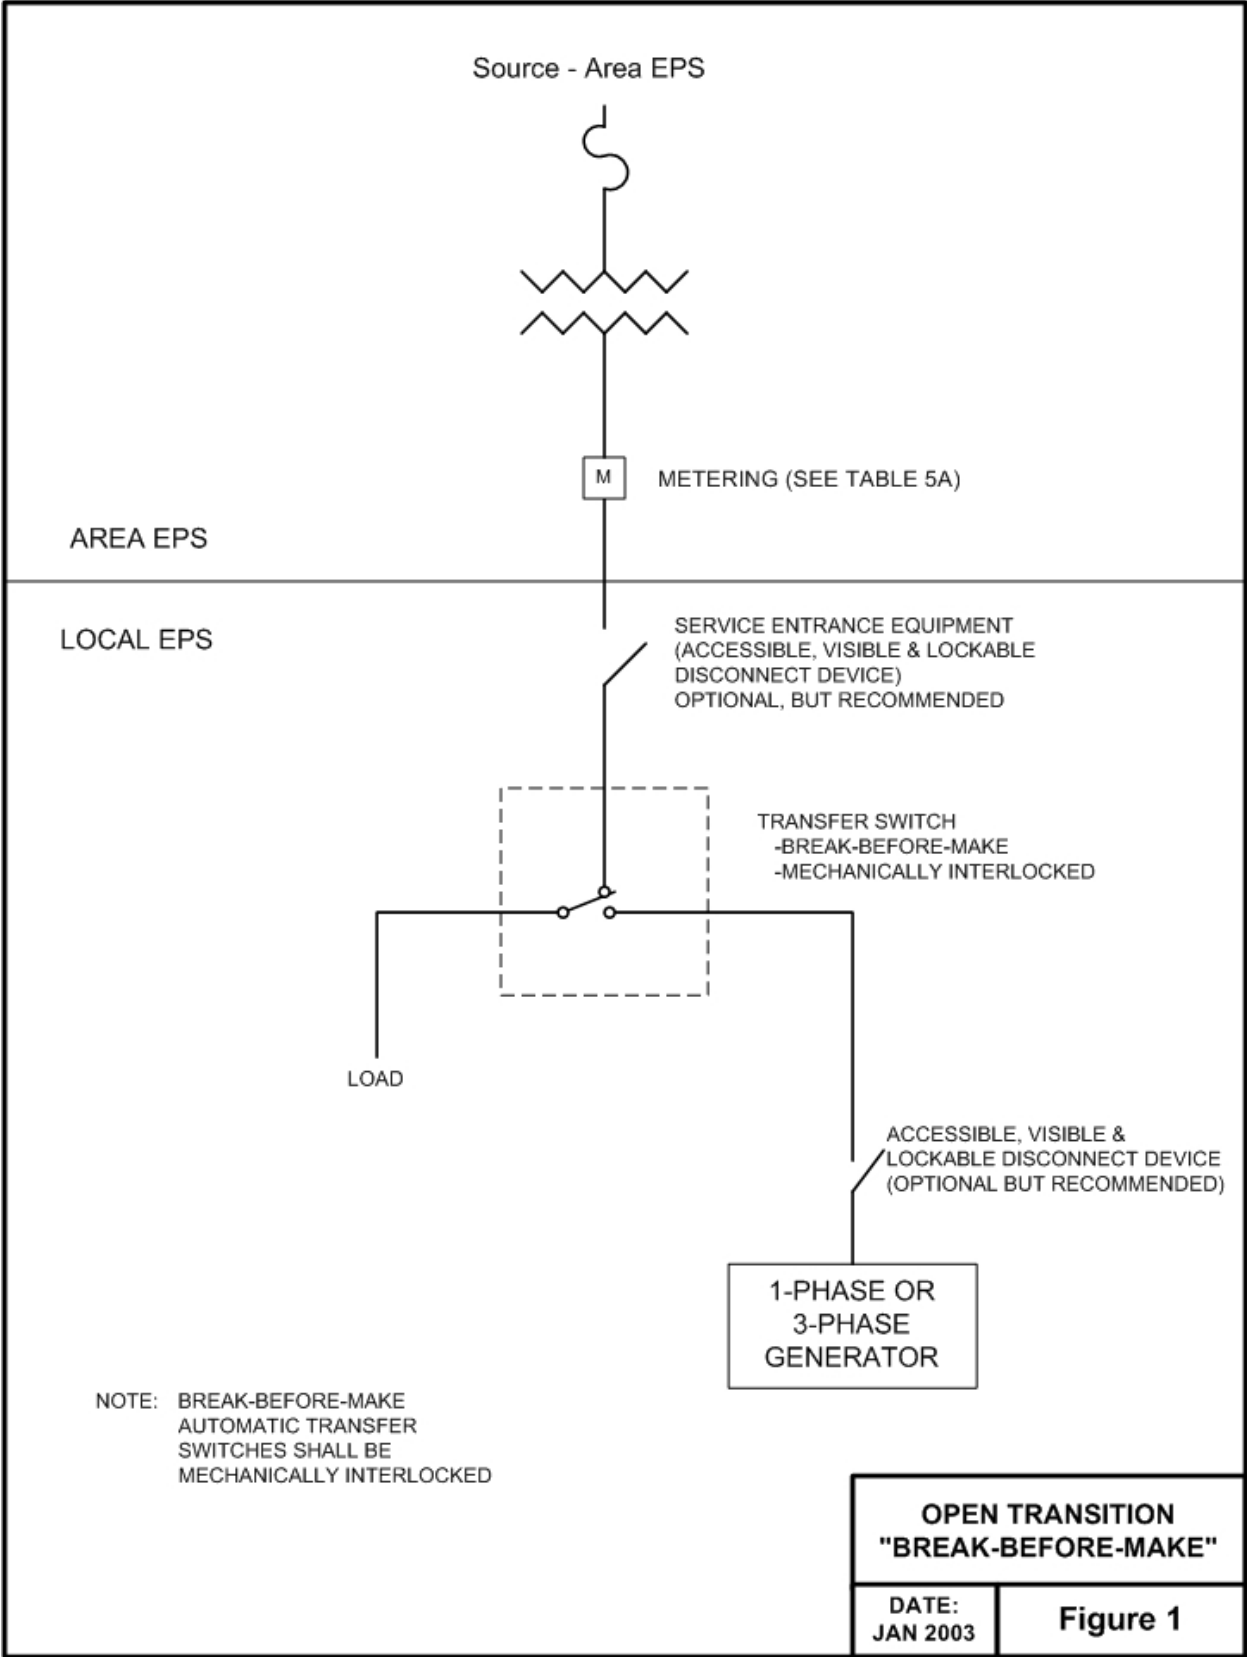 Source - Area EPS
M
METERING (SEE TABLE 5A)
AREA EPS
LOCAL EPS
SERVICE ENTRANCE EQUIPMENT
(ACCESSIBLE, VISIBLE & LOCKABLE
DISCONNECT DEVICE)
OPTIONAL, BUT RECOMMENDED
TRANSFER SWITCH
-BREAK-BEFORE-MAKE
-MECHANICALLY INTERLOCKED
LOAD
ACCESSIBLE, VISIBLE &
LOCKABLE DISCONNECT DEVICE
(OPTIONAL BUT RECOMMENDED)
1-PHASE OR
3-PHASE
GENERATOR
NOTE: BREAK-BEFORE-MAKE
AUTOMATIC TRANSFER
SWITCHES SHALL BE
MECHANICALLY INTERLOCKED
OPEN TRANSITION
"BREAK-BEFORE-MAKE"
DATE:
JAN 2003
Figure 1